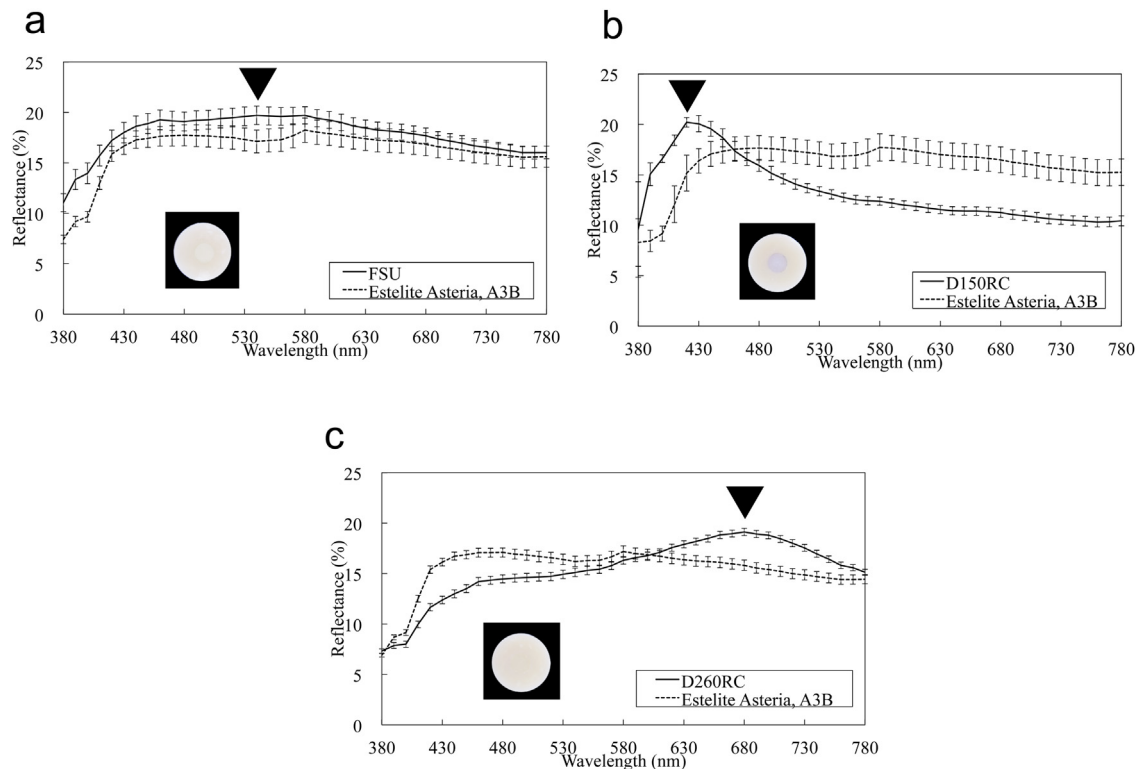 a
25
20
15
10
5
0
Reflectance (%)
FSU
Estelite Asteria, A3B
380 430 480 530 580 630 680 730 780
Wavelength (nm)
b
25
20
15
10
5
0
Reflectance (%)
D150RC
Estelite Asteria, A3B
380 430 480 530 580 630 680 730 780
Wavelength (nm)
c
25
20
15
10
5
0
Reflectance (%)
D260RC
Estelite Asteria, A3B
380 430 480 530 580 630 680 730 780
Wavelength (nm)